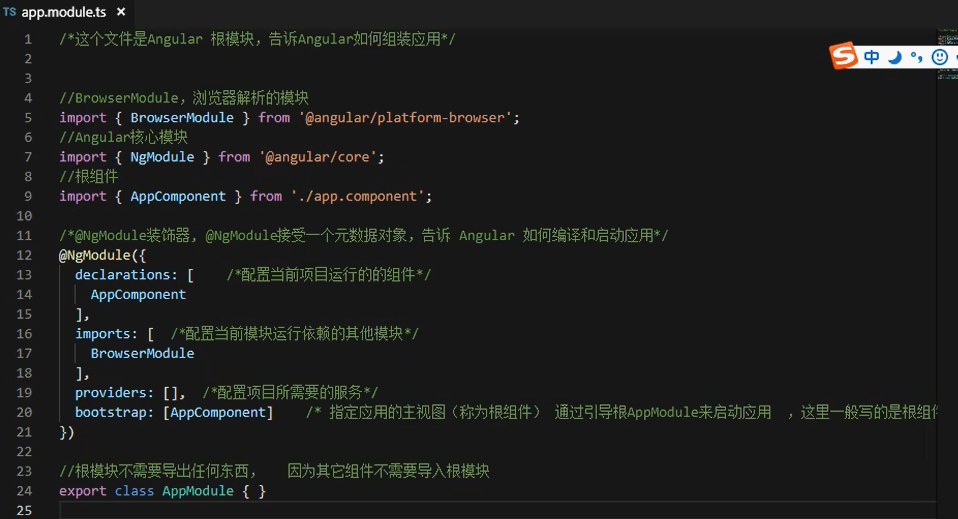 TS app.module.ts ×
1 /*这个文件是Angular 根模块，告诉Angular如何组装应用*/
2
3
4 //BrowserModule，浏览器解析的模块
5 import { BrowserModule } from '@angular/platform-browser';
6 //Angular核心模块
7 import { NgModule } from '@angular/core';
8 //根组件
9 import { AppComponent } from './app.component';
10
11 /*@NgModule装饰器, @NgModule接受一个元数据对象，告诉 Angular 如何编译和启动应用*/
12 @NgModule({
13 declarations: [ /*配置当前项目运行的的组件*/
14 AppComponent
15 ],
16 imports: [ /*配置当前模块运行依赖的其他模块*/
17 BrowserModule
18 ],
19 providers: [], /*配置项目所需要的服务*/
20 bootstrap: [AppComponent] /* 指定应用的主视图（称为根组件） 通过引导根AppModule来启动应用 ，这里一般写的是根组件
21 })
22
23 //根模块不需要导出任何东西， 因为其它组件不需要导入根模块
24 export class AppModule { }
25
S 中